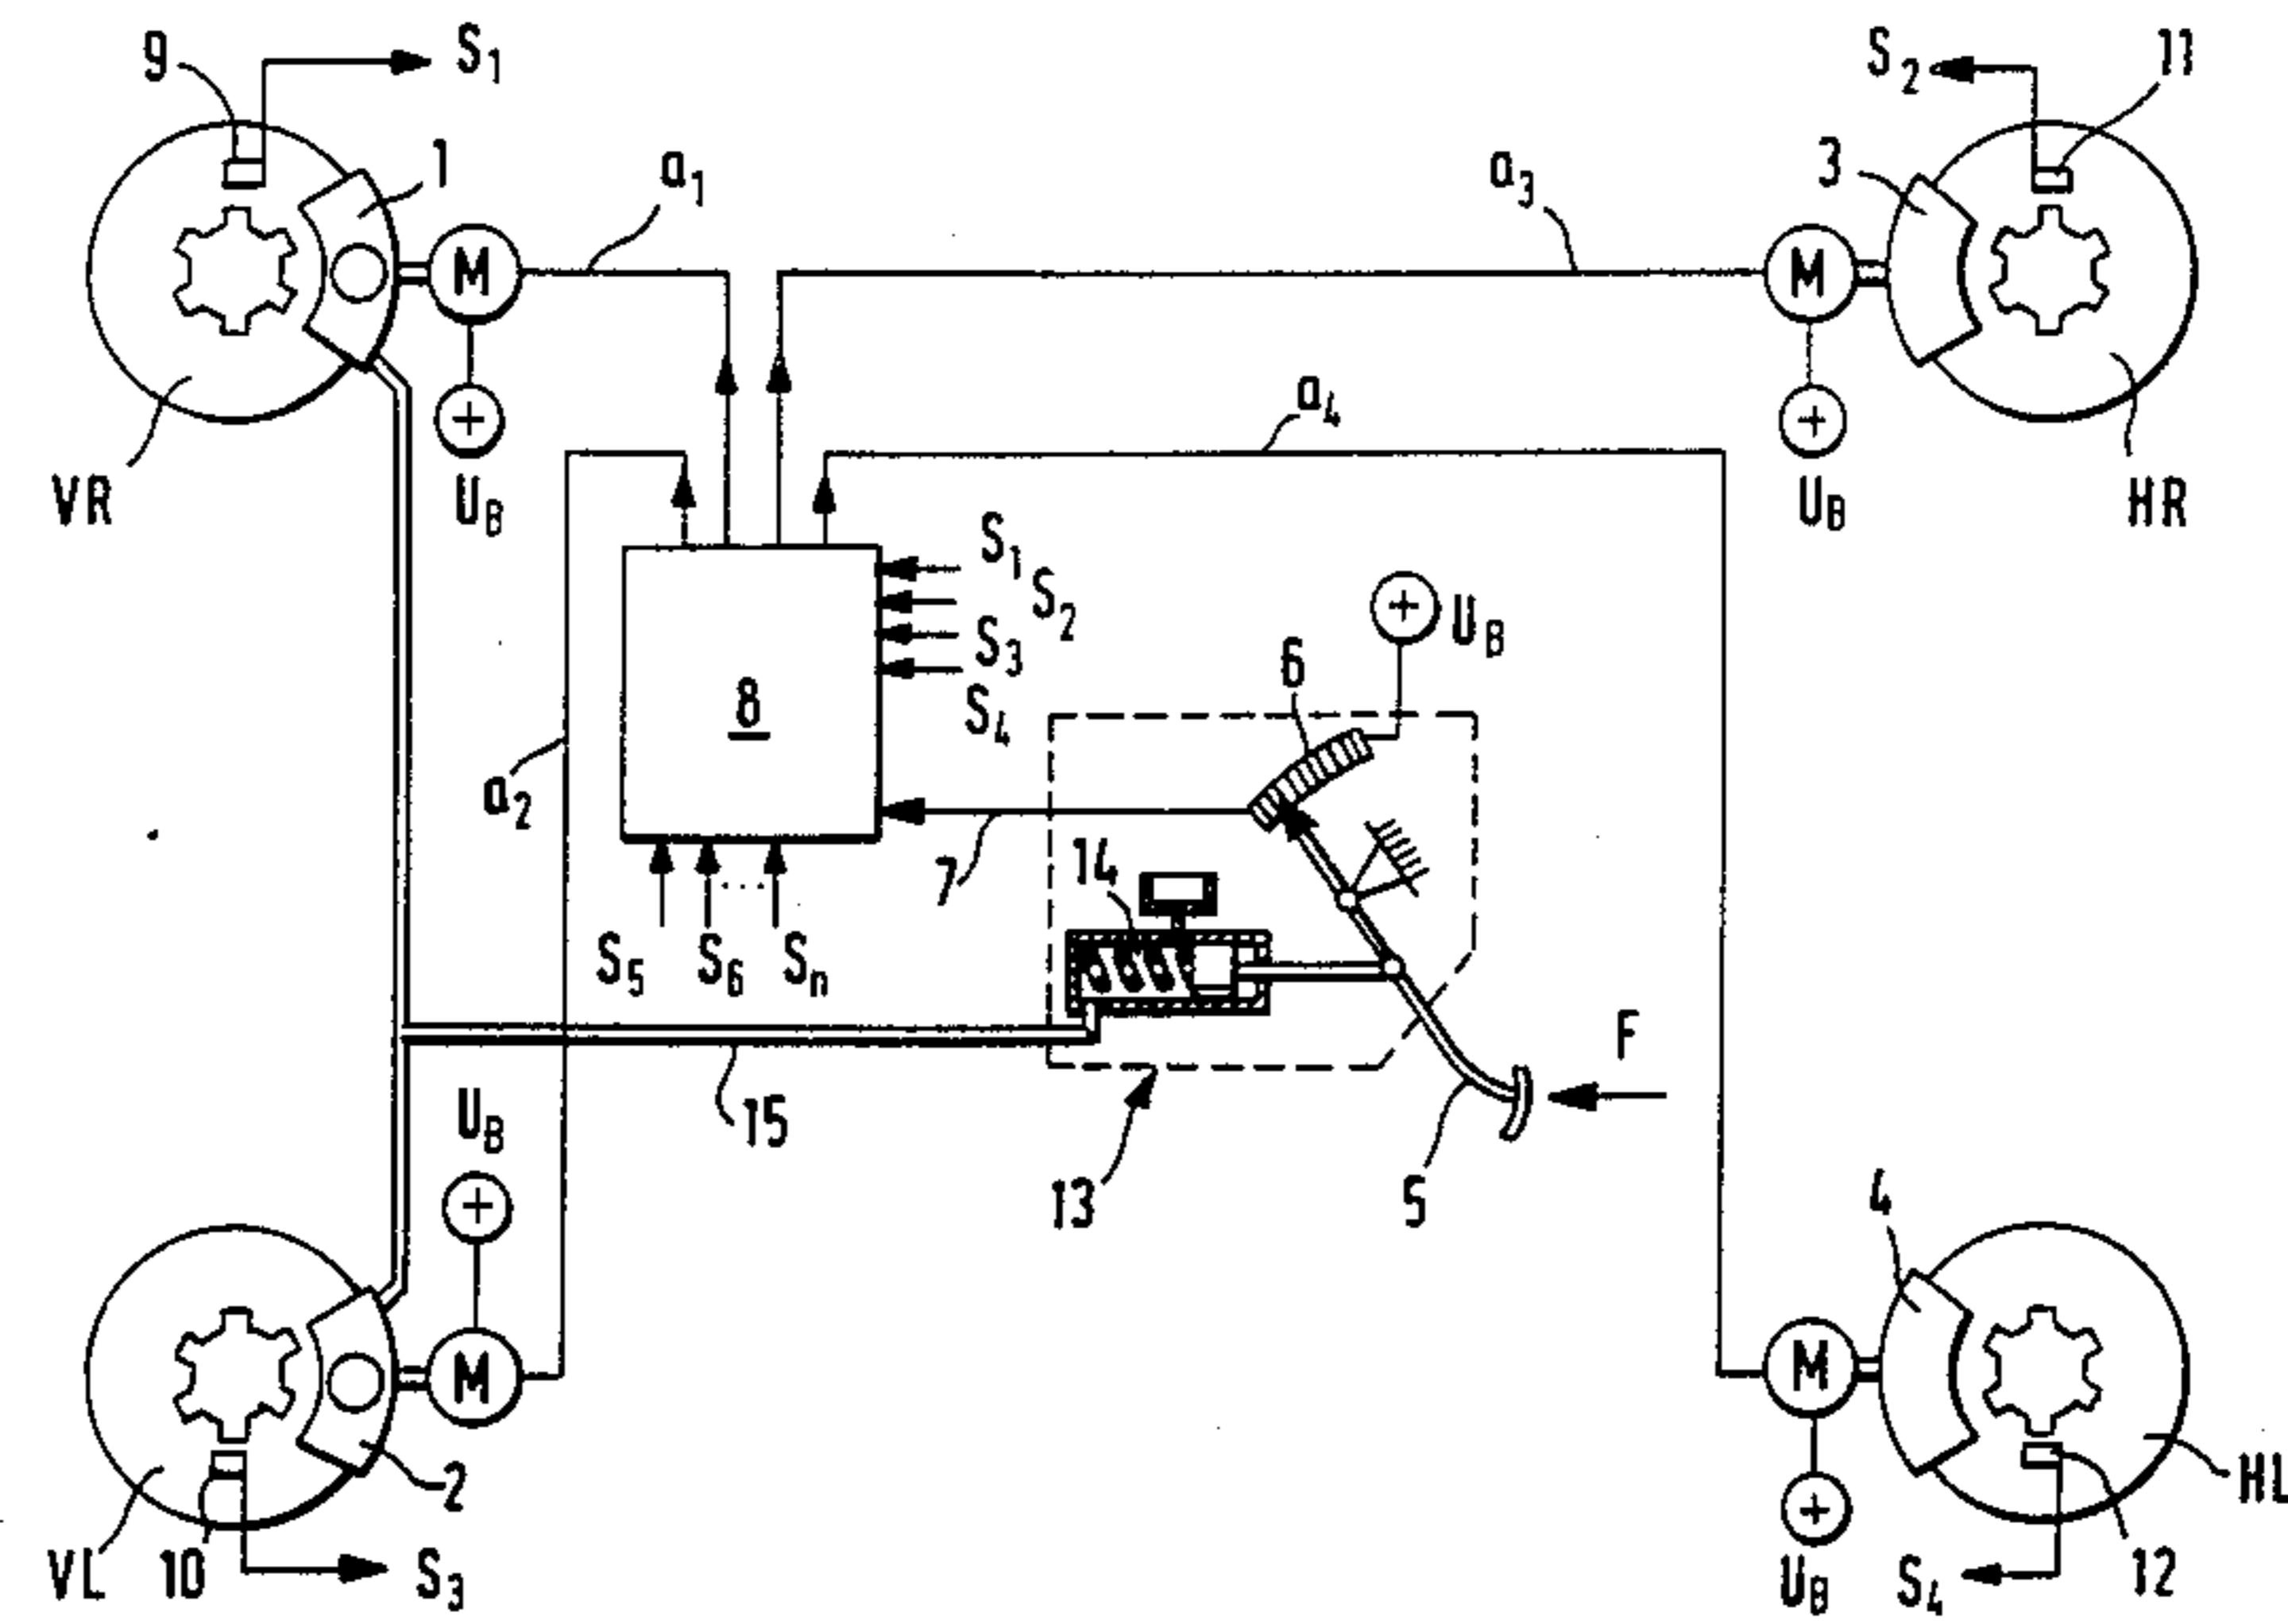 9 S1 S2 11
1 a1 a3 3
M M
+ +
VR UB a4 UB HR
S1
S2
S3
S4
8
+ UB
6
a2
7
14
S5 S6 ... Sn
F
15
UB
+
13 5
4
M M
2
+
VL 10 S3 UB S4 12 HL